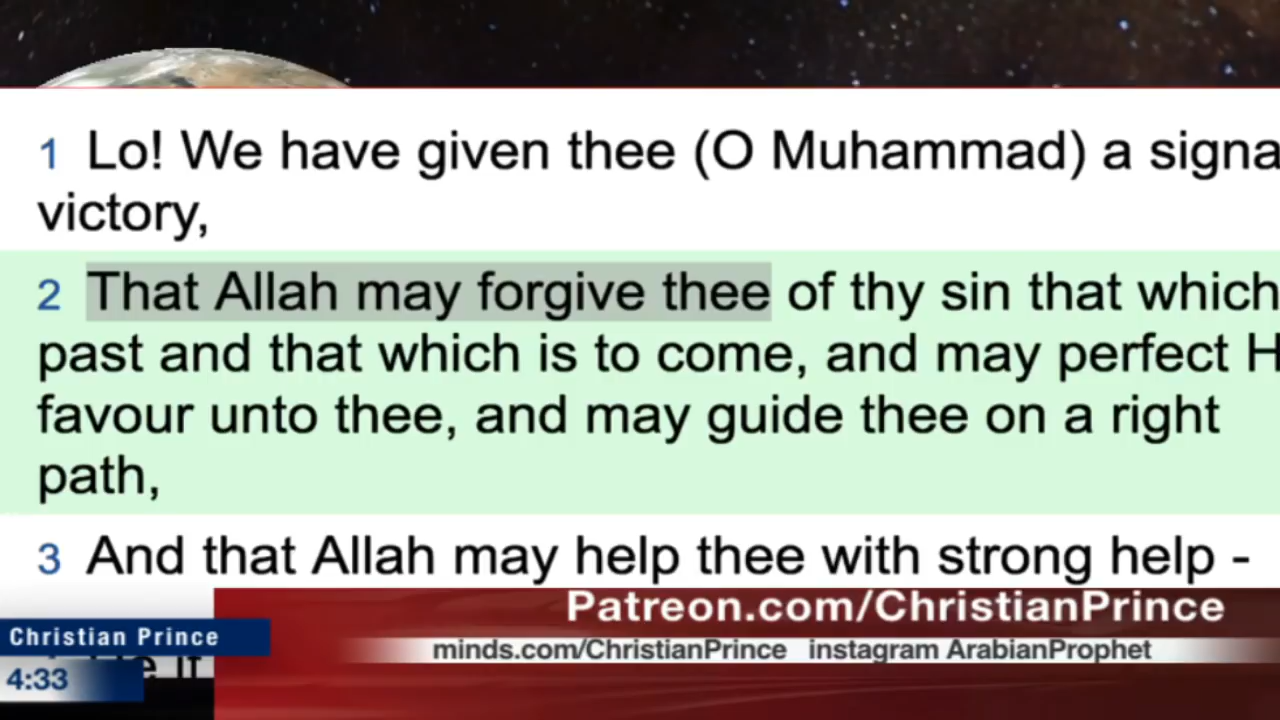 1 Lo! We have given thee (O Muhammad) a signa
victory,
2 That Allah may forgive thee of thy sin that which
past and that which is to come, and may perfect H
favour unto thee, and may guide thee on a right
path,
3 And that Allah may help thee with strong help -
Patreon.com/ChristianPrince
Christian Prince
minds.com/ChristianPrince instagram ArabianProphet
4:33